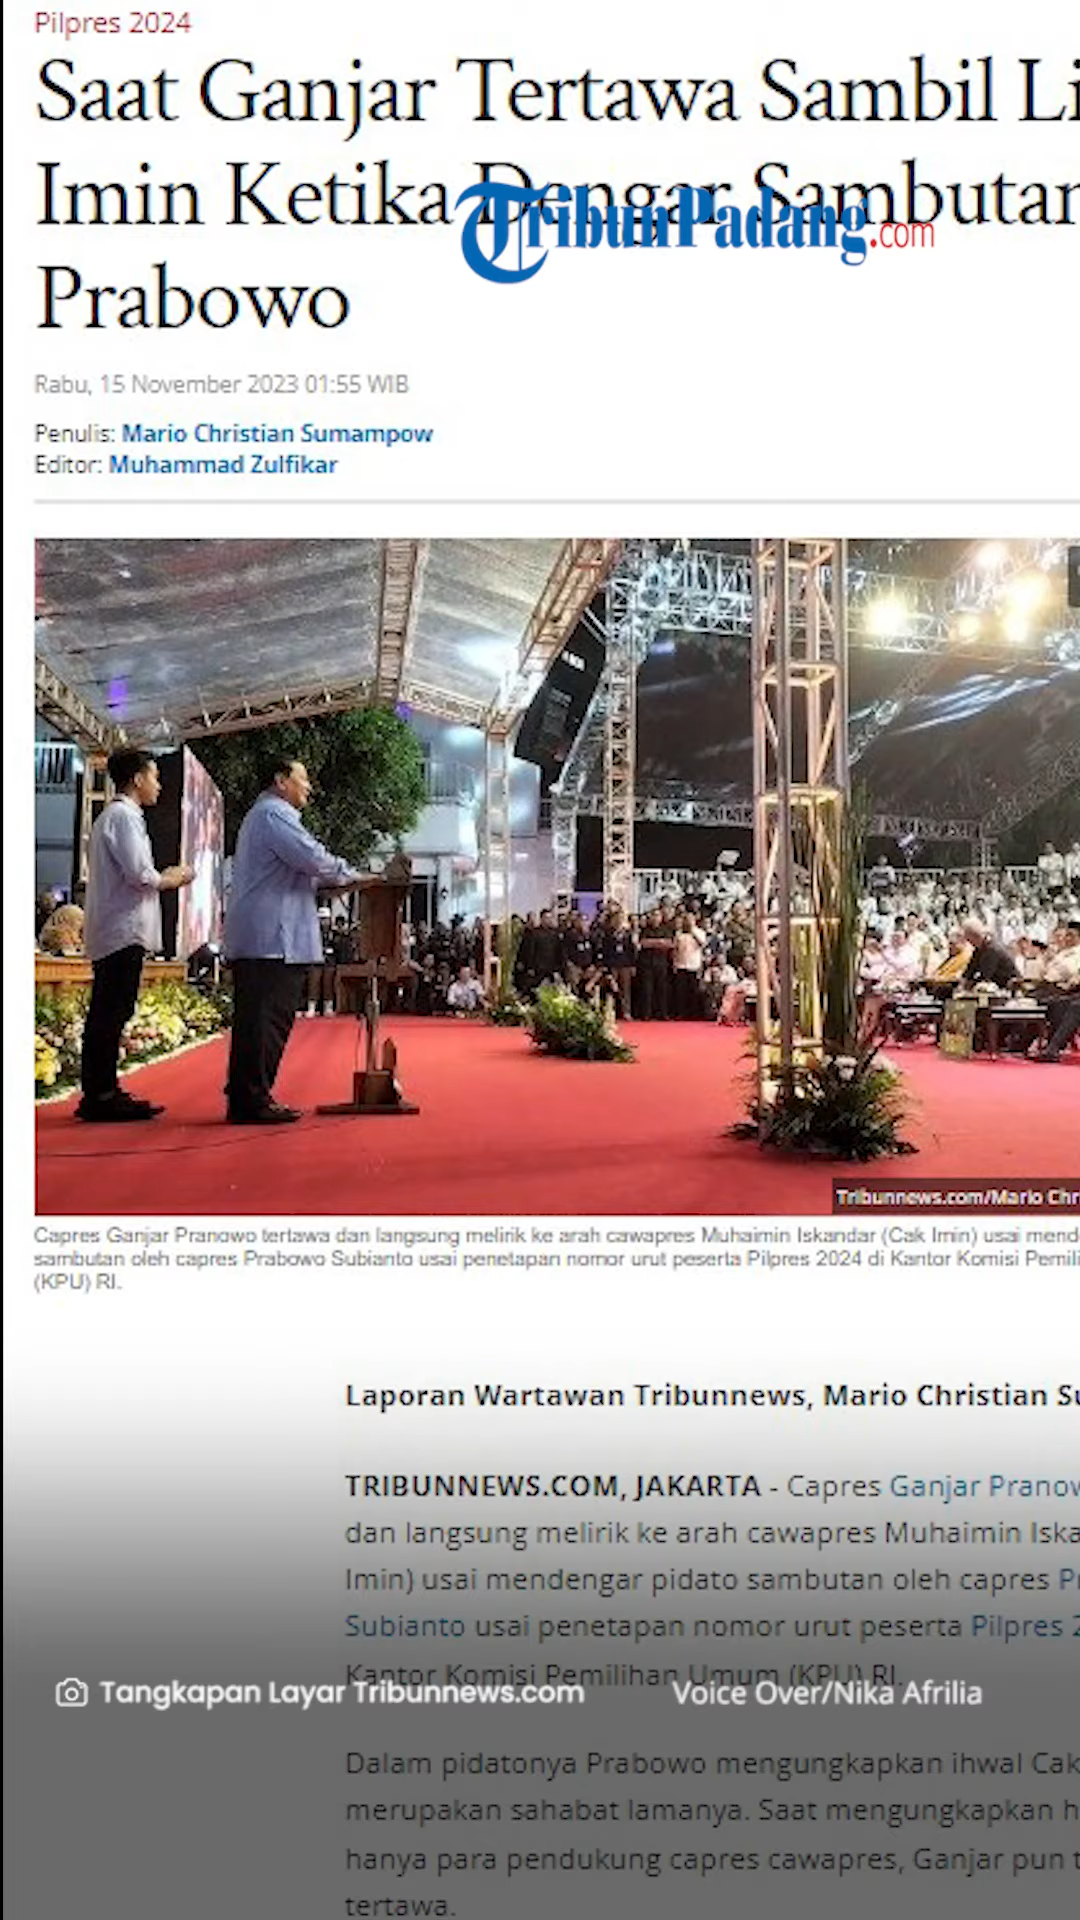 Pilpres 2024
Saat Ganjar Tertawa Sambil Li
Imin Ketika Dengar Sambutan
TribunPadang.com
Prabowo
Rabu, 15 November 2023 01:55 WIB
Penulis: Mario Christian Sumampow
Editor: Muhammad Zulfikar
Tribunnews.com/Mario Chr
Capres Ganjar Pranowo tertawa dan langsung melirik ke arah cawapres Muhaimin Iskandar (Cak Imin) usai mend
sambutan oleh capres Prabowo Subianto usai penetapan nomor urut peserta Pilpres 2024 di Kantor Komisi Pemili
(KPU) RI.
Laporan Wartawan Tribunnews, Mario Christian Su
TRIBUNNEWS.COM, JAKARTA - Capres Ganjar Pranow
dan langsung melirik ke arah cawapres Muhaimin Iska
Imin) usai mendengar pidato sambutan oleh capres Pr
Subianto usai penetapan nomor urut peserta Pilpres 2
Kantor Komisi Pemilihan Umum (KPU) RI.
Tangkapan Layar Tribunnews.com
Voice Over/Nika Afrilia
Dalam pidatonya Prabowo mengungkapkan ihwal Cak
merupakan sahabat lamanya. Saat mengungkapkan h
hanya para pendukung capres cawapres, Ganjar pun t
tertawa.